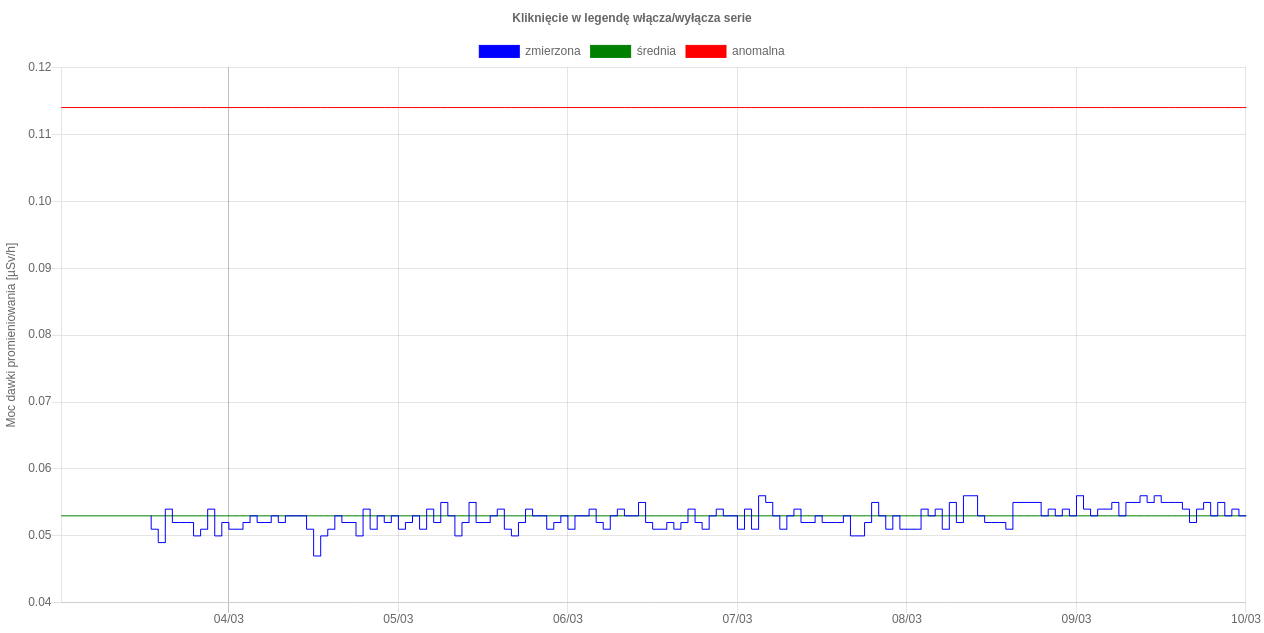 Kliknięcie w legendę włącza/wyłącza serie
zmierzona średnia anomalna
Moc dawki promieniowania [µSv/h]
0.12
0.11
0.10
0.09
0.08
0.07
0.06
0.05
0.04
04/03 05/03 06/03 07/03 08/03 09/03 10/03